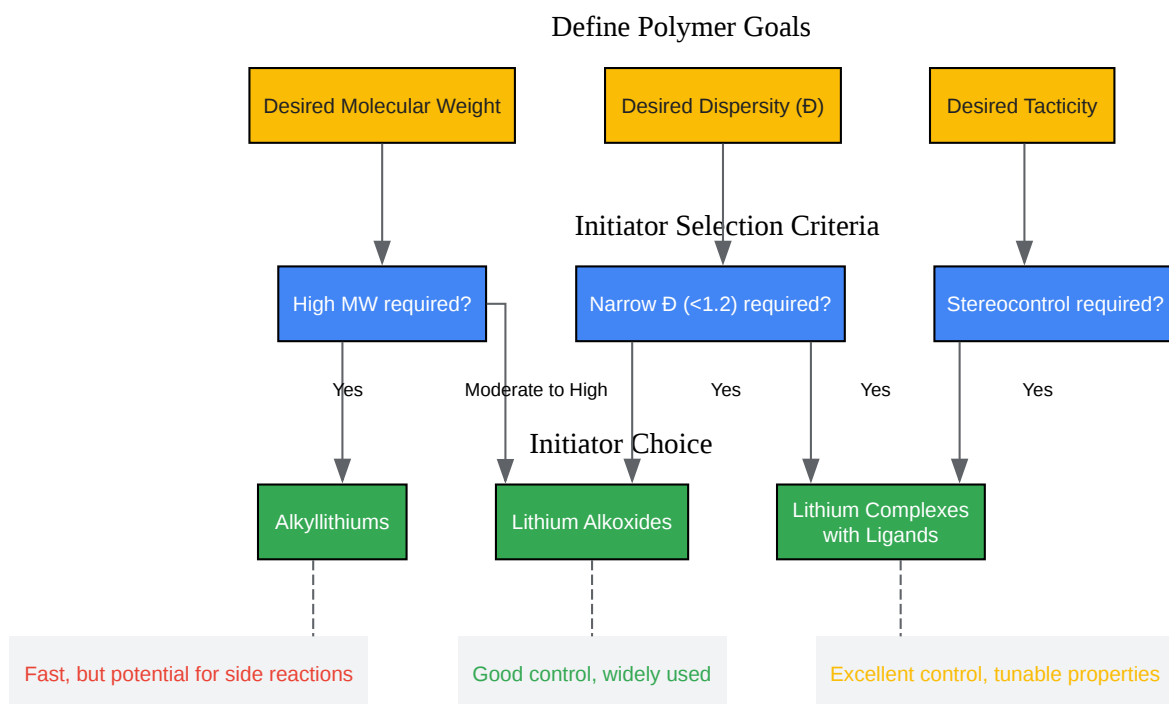 Define Polymer Goals
Desired Molecular Weight
Desired Dispersity (Đ)
Desired Tacticity
Initiator Selection Criteria
High MW required?
Narrow Đ (<1.2) required?
Stereocontrol required?
Yes
Moderate to High
Yes
Yes
Yes
Initiator Choice
Alkyllithiums
Lithium Alkoxides
Lithium Complexes
with Ligands
Fast, but potential for side reactions
Good control, widely used
Excellent control, tunable properties